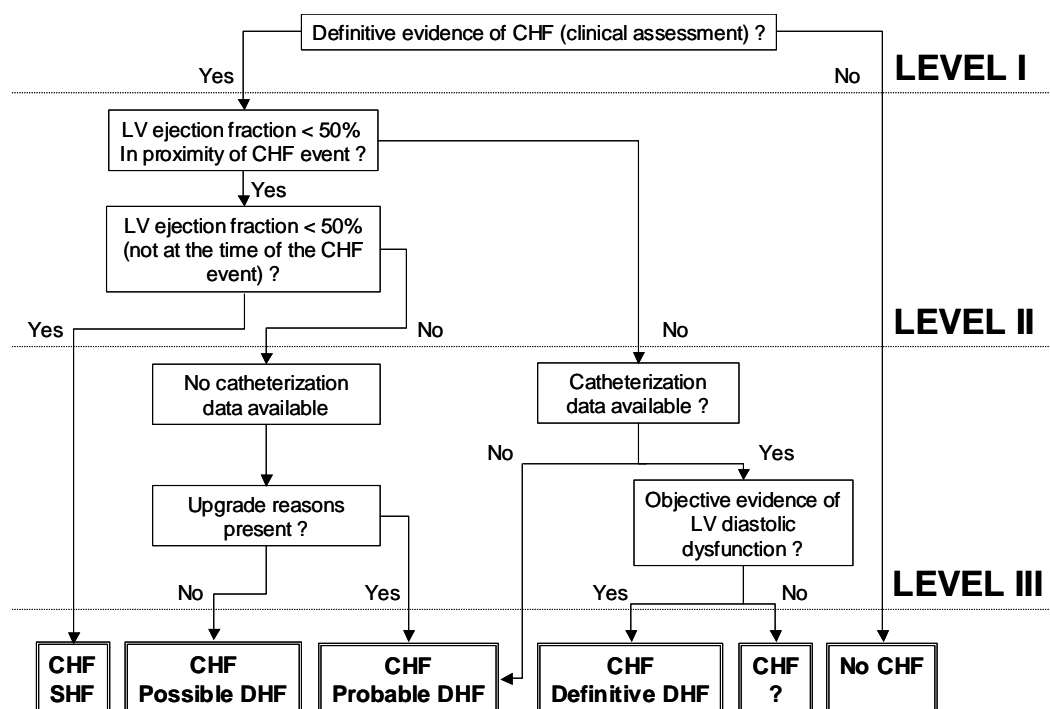 Definitive evidence of CHF (clinical assessment) ?
Yes
No
LEVEL I
LV ejection fraction < 50%
In proximity of CHF event ?
Yes
LV ejection fraction < 50%
(not at the time of the CHF
event) ?
Yes
No
No
LEVEL II
No catheterization
data available
Catheterization
data available ?
No
Yes
Upgrade reasons
present ?
Objective evidence of
LV diastolic
dysfunction ?
No
Yes
Yes
No
LEVEL III
CHF
SHF
CHF
Possible DHF
CHF
Probable DHF
CHF
Definitive DHF
CHF
?
No CHF